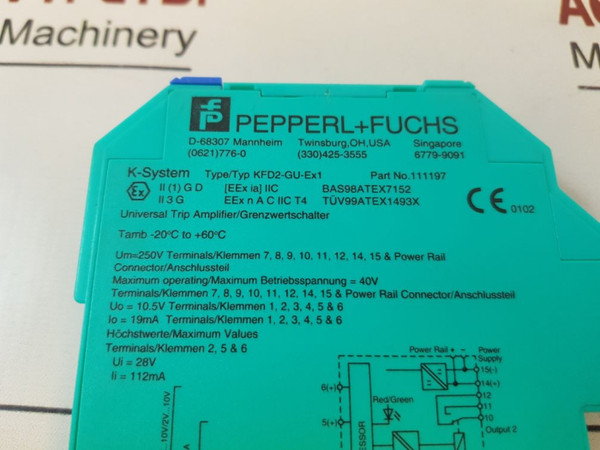 Machinery
M
PEPPERL+FUCHS
D-68307 Mannheim Twinsburg,OH,USA Singapore
(0621)776-0 (330)425-3555 6779-9091
K-System Type/Typ KFD2-GU-Ex1 Part No.111197
Ex II (1) G D [EEx ia] IIC BAS98ATEX7152
II 3 G EEx n A C IIC T4 TÜV99ATEX1493X
CE 0102
Universal Trip Amplifier/Grenzwertschalter
Tamb -20°C to +60°C
Um=250V Terminals/Klemmen 7, 8, 9, 10, 11, 12, 14, 15 & Power Rail
Connector/Anschlussteil
Maximum operating/Maximum Betriebsspannung = 40V
Terminals/Klemmen 7, 8, 9, 10, 11, 12, 14, 15 & Power Rail Connector/Anschlussteil
Uo = 10.5V Terminals/Klemmen 1, 2, 3, 4, 5 & 6
Io = 19mA Terminals/Klemmen 1, 2, 3, 4, 5 & 6
Höchstwerte/Maximum Values
Terminals/Klemmen 2, 5 & 6
Ui = 28V
Ii = 112mA
Power Rail + - Power
Supply
15(-)
14(+)
12
11
10
Output 2
6(+)
5(+)
Red/Green
10V/2V...10V